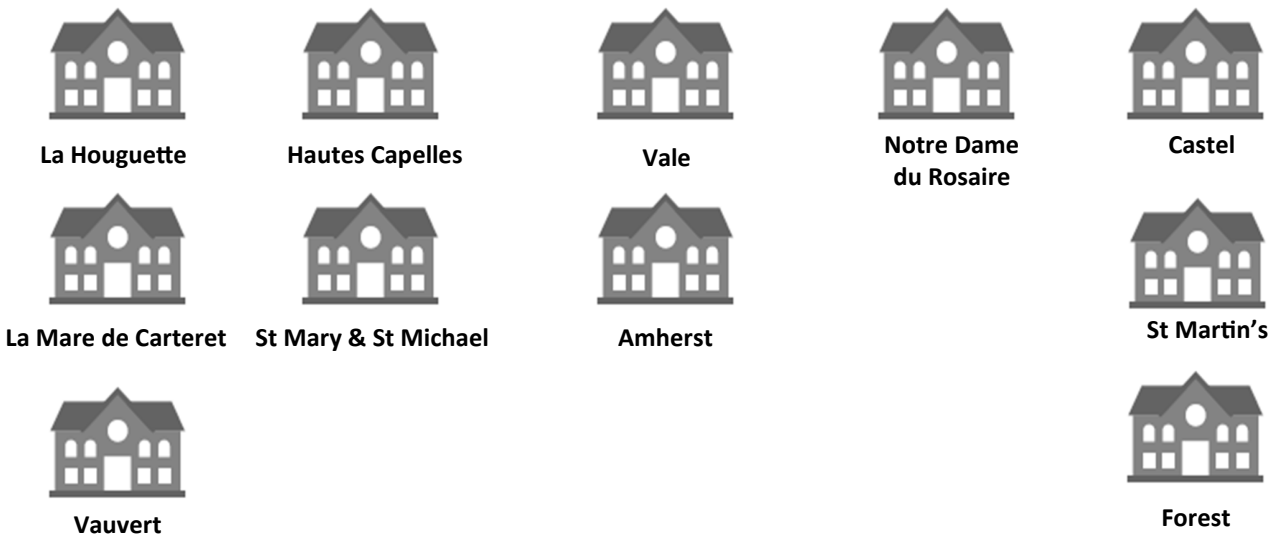 La Houguette
Hautes Capelles
Vale
Notre Dame
du Rosaire
Castel
La Mare de Carteret
St Mary & St Michael
Amherst
St Martin’s
Vauvert
Forest